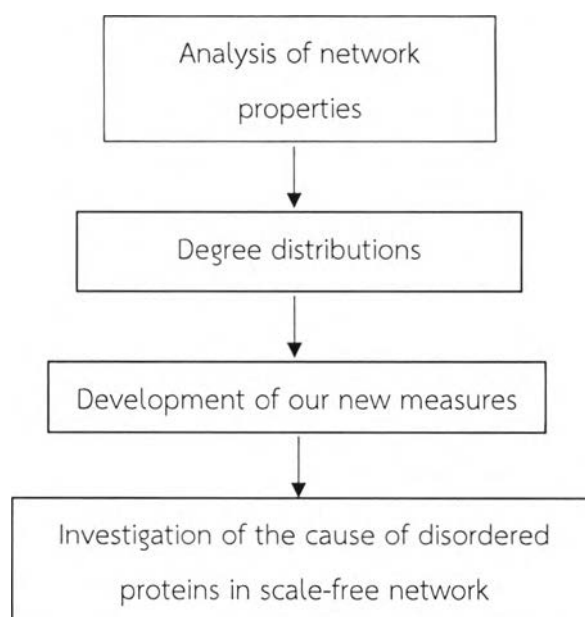 Analysis of network
properties
Degree distributions
Development of our new measures
Investigation of the cause of disordered
proteins in scale-free network